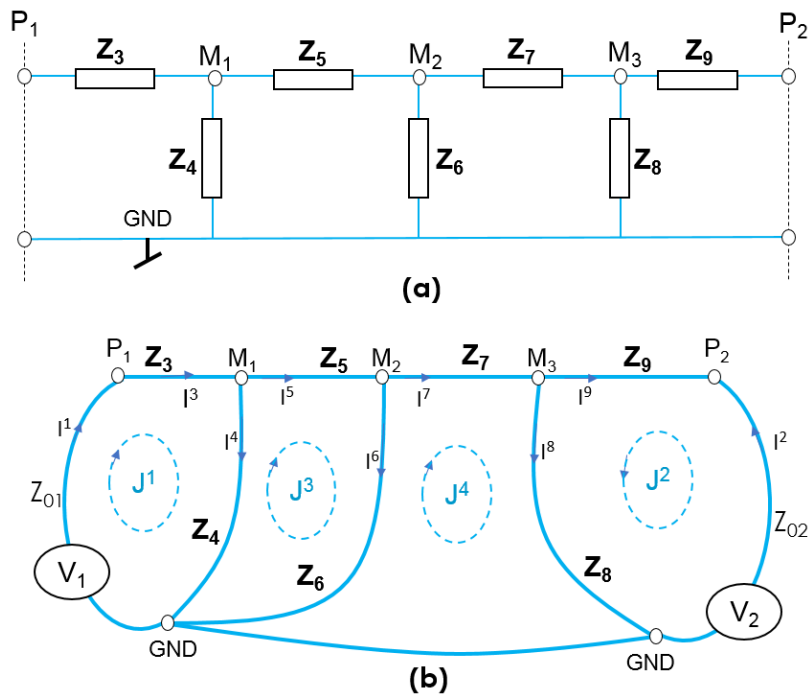 P₁ P₂
Z₃ M₁ Z₅ M₂ Z₇ M₃ Z₉
Z₄ Z₆ Z₈
GND
(a)
P₁ Z₃ M₁ Z₅ M₂ Z₇ M₃ Z₉ P₂
I³ I⁵ I⁷ I⁹
I¹ I⁴ I⁶ I⁸ I²
J¹ J³ J⁴ J²
Z₀₁ Z₄ Z₀₂
Z₆ Z₈
V₁ V₂
GND GND
(b)